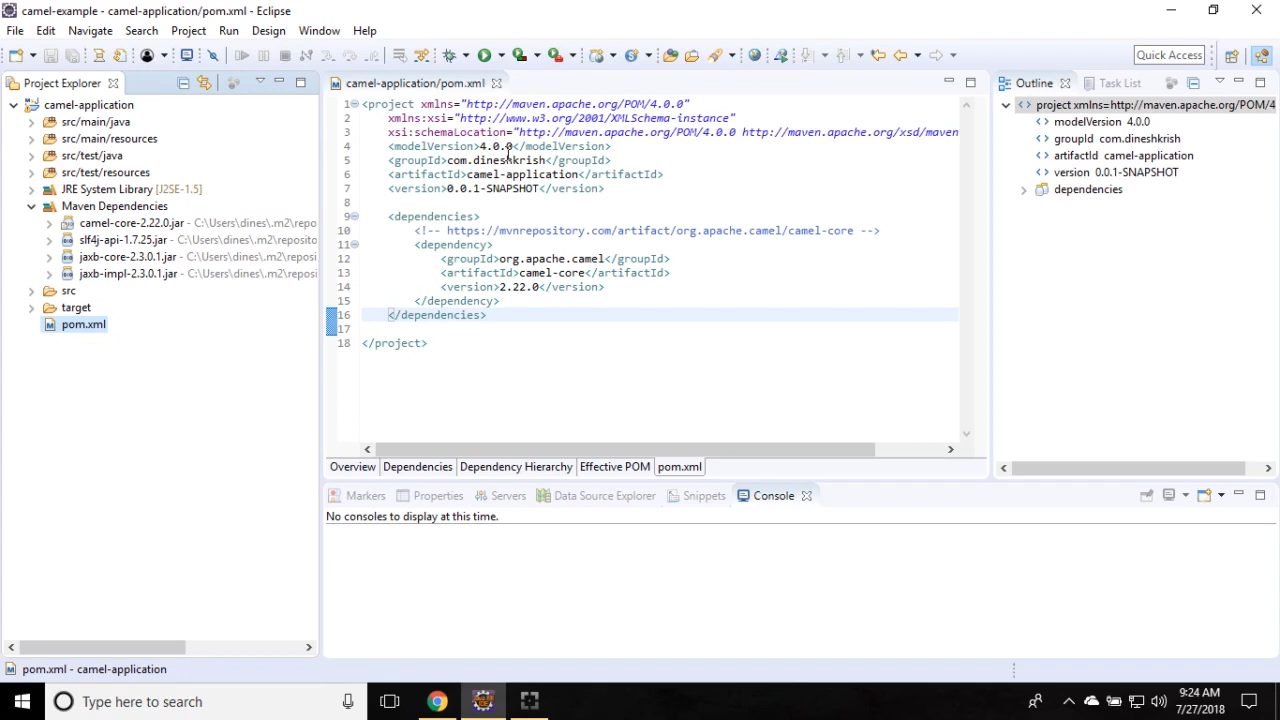 camel-example - camel-application/pom.xml - Eclipse
File Edit Navigate Search Project Run Design Window Help
Quick Access
Project Explorer
camel-application
src/main/java
src/main/resources
src/test/java
src/test/resources
JRE System Library [J2SE-1.5]
Maven Dependencies
camel-core-2.22.0.jar - C:\Users\dines\.m2\repo
slf4j-api-1.7.25.jar - C:\Users\dines\.m2\reposito
jaxb-core-2.3.0.1.jar - C:\Users\dines\.m2\repos
jaxb-impl-2.3.0.1.jar - C:\Users\dines\.m2\reposi
src
target
pom.xml
camel-application/pom.xml
1 <project xmlns="http://maven.apache.org/POM/4.0.0"
2 xmlns:xsi="http://www.w3.org/2001/XMLSchema-instance"
3 xsi:schemaLocation="http://maven.apache.org/POM/4.0.0 http://maven.apache.org/xsd/maven
4 <modelVersion>4.0.0</modelVersion>
5 <groupId>com.dineshkrish</groupId>
6 <artifactId>camel-application</artifactId>
7 <version>0.0.1-SNAPSHOT</version>
8
9 <dependencies>
10 <!-- https://mvnrepository.com/artifact/org.apache.camel/camel-core -->
11 <dependency>
12 <groupId>org.apache.camel</groupId>
13 <artifactId>camel-core</artifactId>
14 <version>2.22.0</version>
15 </dependency>
16 </dependencies>
17
18 </project>
Overview Dependencies Dependency Hierarchy Effective POM pom.xml
Outline Task List
project xmlns=http://maven.apache.org/POM/4
modelVersion 4.0.0
groupId com.dineshkrish
artifactId camel-application
version 0.0.1-SNAPSHOT
dependencies
Markers Properties Servers Data Source Explorer Snippets Console
No consoles to display at this time.
pom.xml - camel-application
Type here to search
9:24 AM
7/27/2018